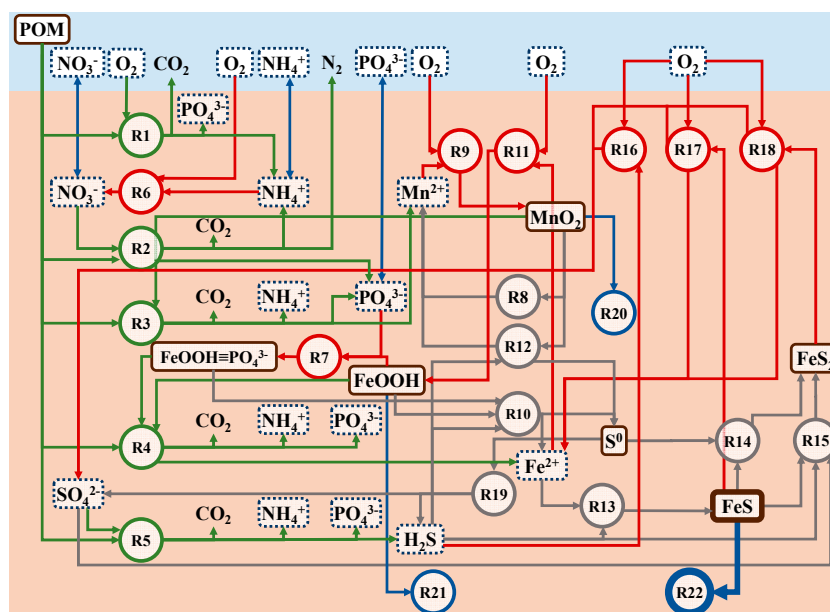 POM
NO₃⁻ O₂ CO₂ O₂ NH₄⁺ N₂ PO₄³⁻ O₂ O₂ O₂
PO₄³⁻
R1 R9 R11 R16 R17 R18
NO₃⁻ R6 NH₄⁺ Mn²⁺
MnO₂
CO₂
R2
CO₂ NH₄⁺ PO₄³⁻ R8
R20
R3
R12
FeOOH≡PO₄³⁻ R7 FeS₂
FeOOH
CO₂ NH₄⁺ PO₄³⁻ R10
R4 S⁰ R14 R15
Fe²⁺
SO₄²⁻ R19
CO₂ NH₄⁺ PO₄³⁻ R13 FeS
R5 H₂S
R21 R22